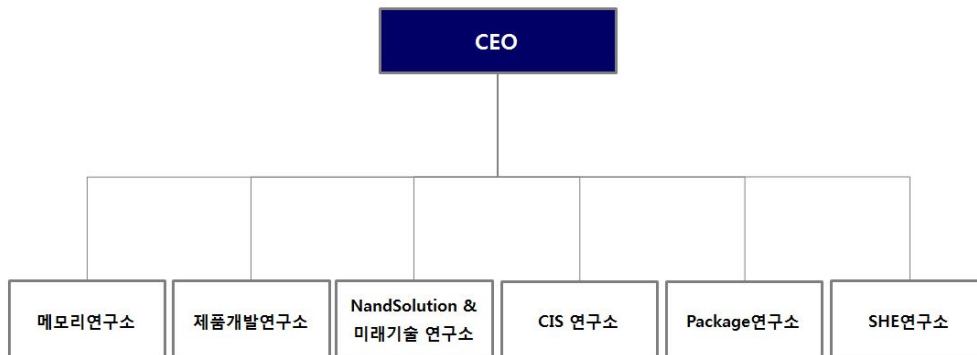 CEO
메모리연구소
제품개발연구소
NandSolution &
미래기술 연구소
CIS 연구소
Package연구소
SHE연구소